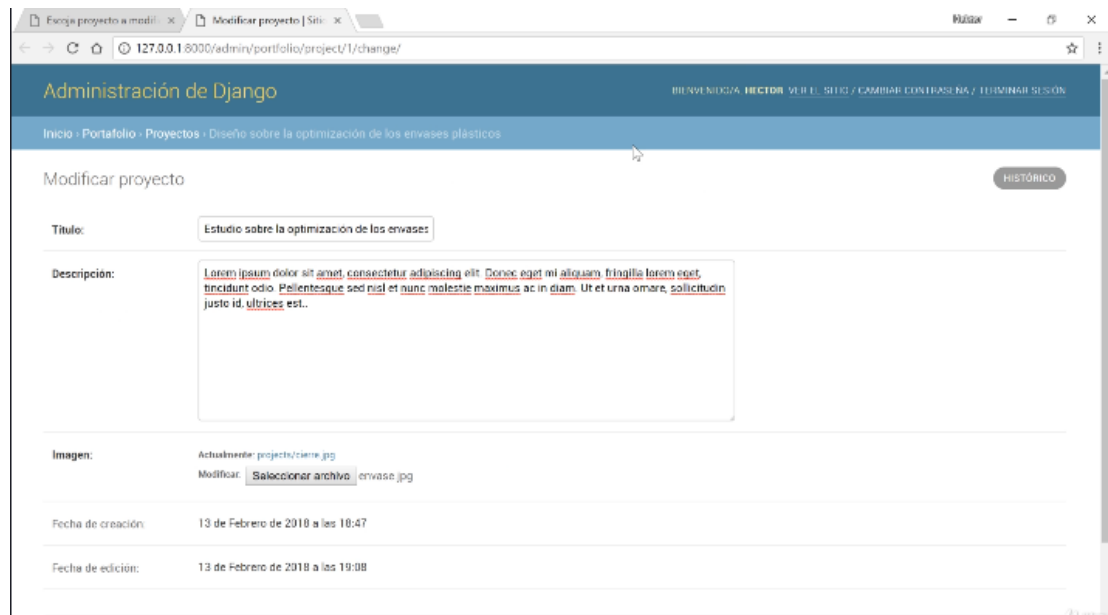 Escoja proyecto a modifi
Modificar proyecto | Sitio
127.0.0.1:8000/admin/portfolio/project/1/change/
Administración de Django
BIENVENIDO/A, HECTOR. VER EL SITIO / CAMBIAR CONTRASEÑA / TERMINAR SESIÓN
Inicio › Portafolio › Proyectos › Diseño sobre la optimización de los envases plásticos
Modificar proyecto
HISTÓRICO
Título:
Estudio sobre la optimización de los envases
Descripción:
Lorem ipsum dolor sit amet, consectetur adipiscing elit. Donec eget mi aliquam, fringilla lorem eget,
tincidunt odio. Pellentesque sed nisl et nunc molestie maximus ac in diam. Ut et urna ornare, sollicitudin
justo id, ultrices est..
Imagen:
Actualmente: projects/cierre.jpg
Modificar: Seleccionar archivo envase.jpg
Fecha de creación:
13 de Febrero de 2018 a las 18:47
Fecha de edición:
13 de Febrero de 2018 a las 19:08